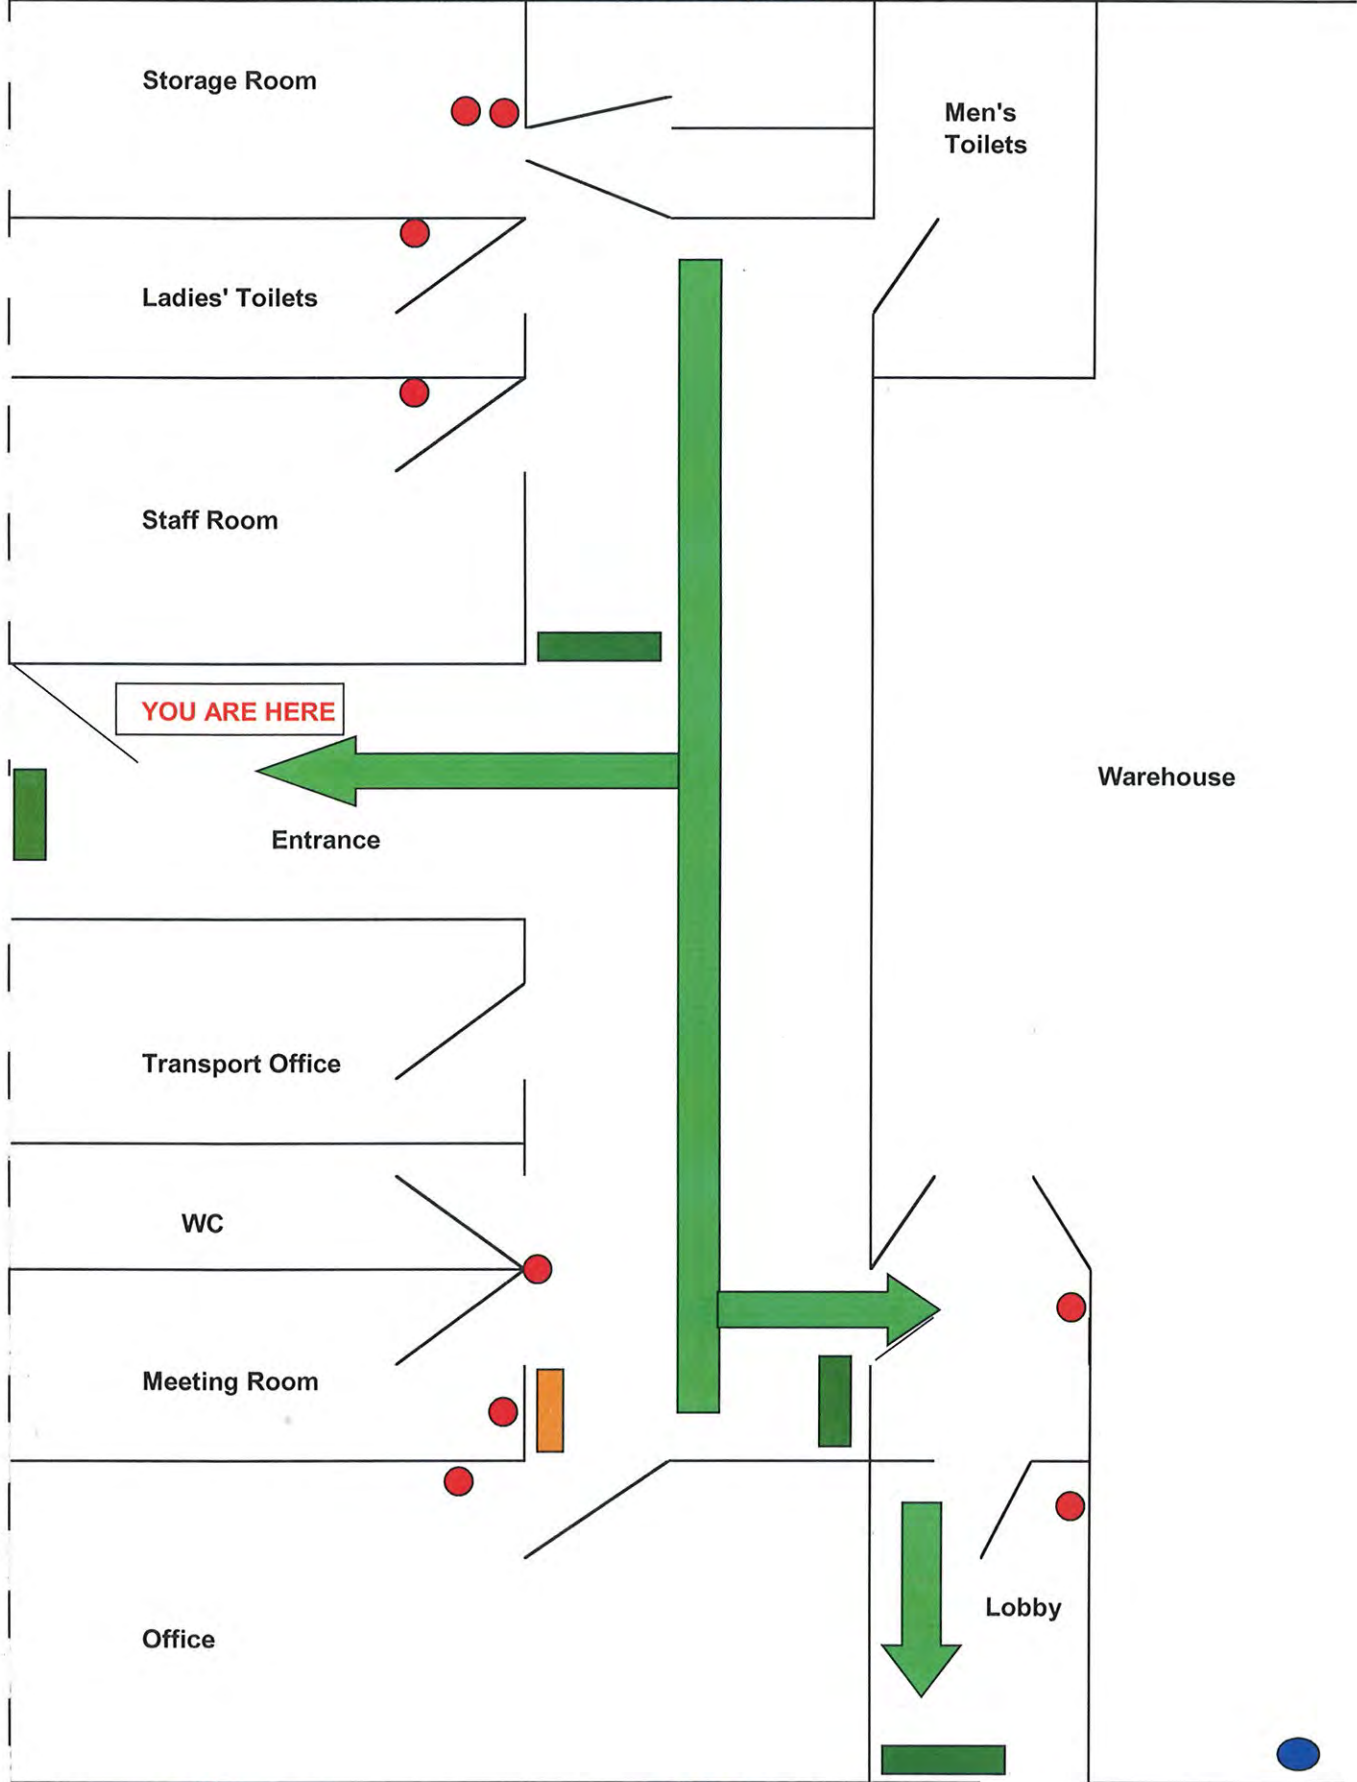 Storage Room
Men's
Toilets
Ladies' Toilets
Staff Room
YOU ARE HERE
Warehouse
Entrance
Transport Office
WC
Meeting Room
Lobby
Office